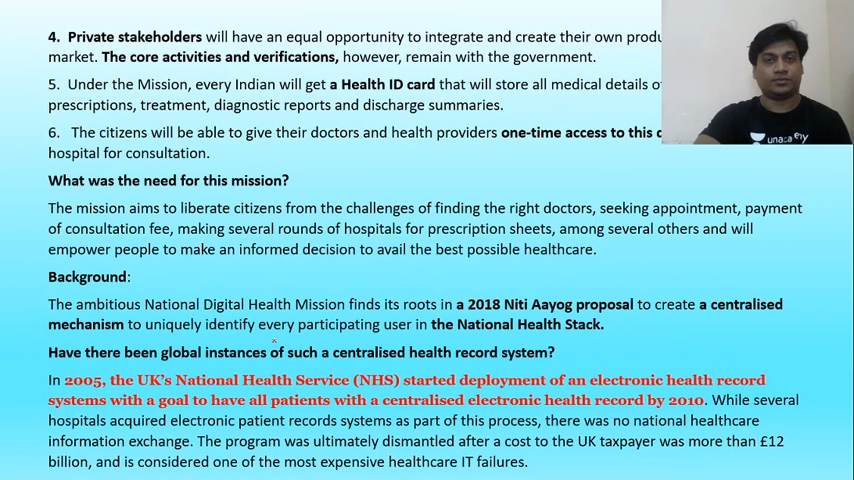 4. Private stakeholders will have an equal opportunity to integrate and create their own
market. The core activities and verifications, however, remain with the government.
5. Under the Mission, every Indian will get a Health ID card that will store all medical details
prescriptions, treatment, diagnostic reports and discharge summaries.
6. The citizens will be able to give their doctors and health providers one-time access to this
hospital for consultation.
What was the need for this mission?
The mission aims to liberate citizens from the challenges of finding the right doctors, seeking appointment, payment
of consultation fee, making several rounds of hospitals for prescription sheets, among several others and will
empower people to make an informed decision to avail the best possible healthcare.
Background:
The ambitious National Digital Health Mission finds its roots in a 2018 Niti Aayog proposal to create a centralised
mechanism to uniquely identify every participating user in the National Health Stack.
Have there been global instances of such a centralised health record system?
In 2005, the UK's National Health Service (NHS) started deployment of an electronic health record
systems with a goal to have all patients with a centralised electronic health record by 2010. While several
hospitals acquired electronic patient records systems as part of this process, there was no national healthcare
information exchange. The program was ultimately dismantled after a cost to the UK taxpayer was more than £12
billion, and is considered one of the most expensive healthcare IT failures.